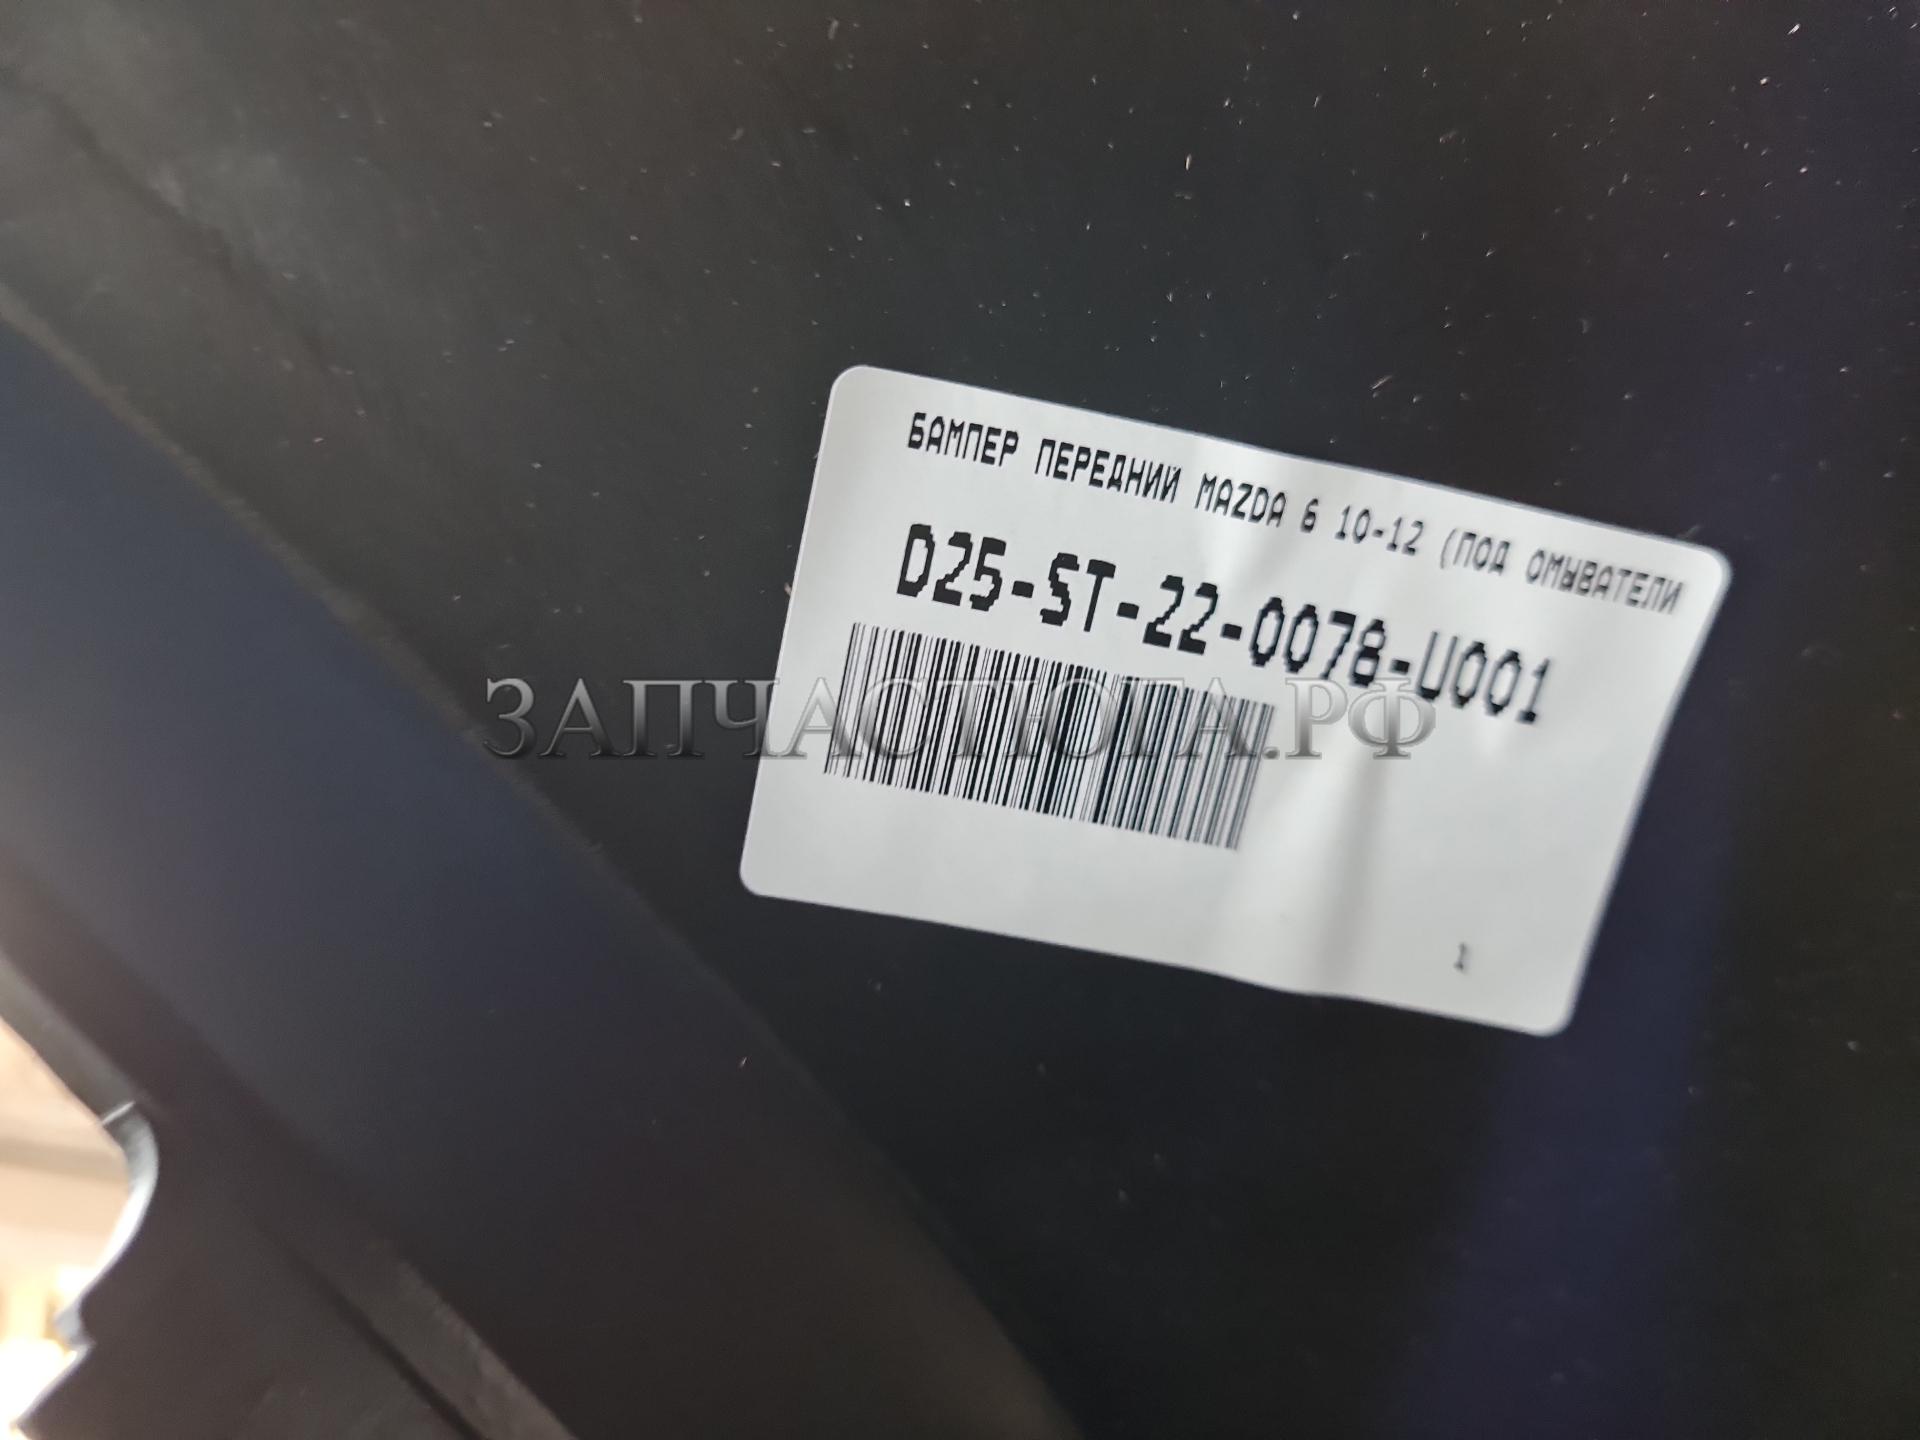 БАМПЕР ПЕРЕДНИЙ MAZDA 6 10-12 (ПОД ОМЫВАТЕЛИ
D25-ST-22-0078-U001
ЗАПЧАСТЮГА.РФ
1